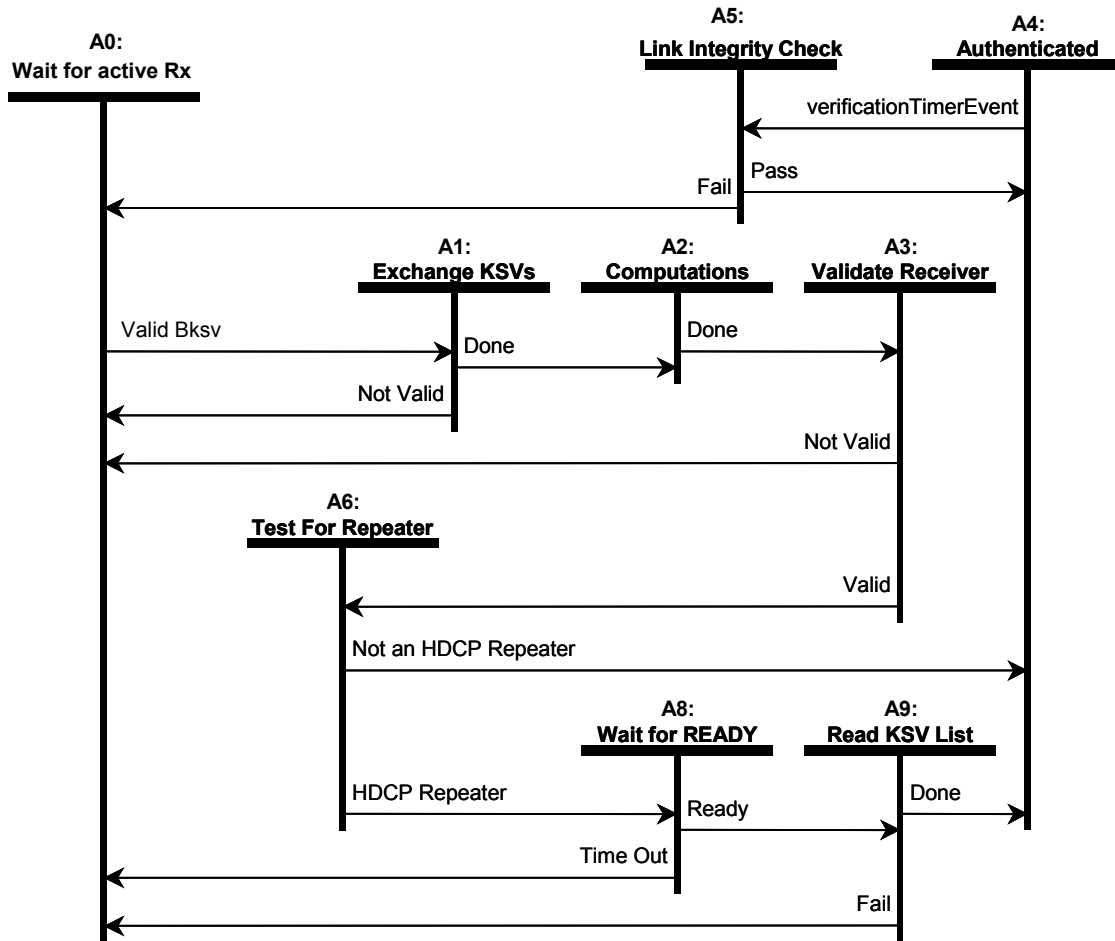 A0:
Wait for active Rx
A5:
Link Integrity Check
A4:
Authenticated
verificationTimerEvent
Pass
Fail
A1:
Exchange KSVs
A2:
Computations
A3:
Validate Receiver
Valid Bksv
Done
Done
Not Valid
Not Valid
A6:
Test For Repeater
Valid
Not an HDCP Repeater
A8:
Wait for READY
A9:
Read KSV List
HDCP Repeater
Ready
Done
Time Out
Fail